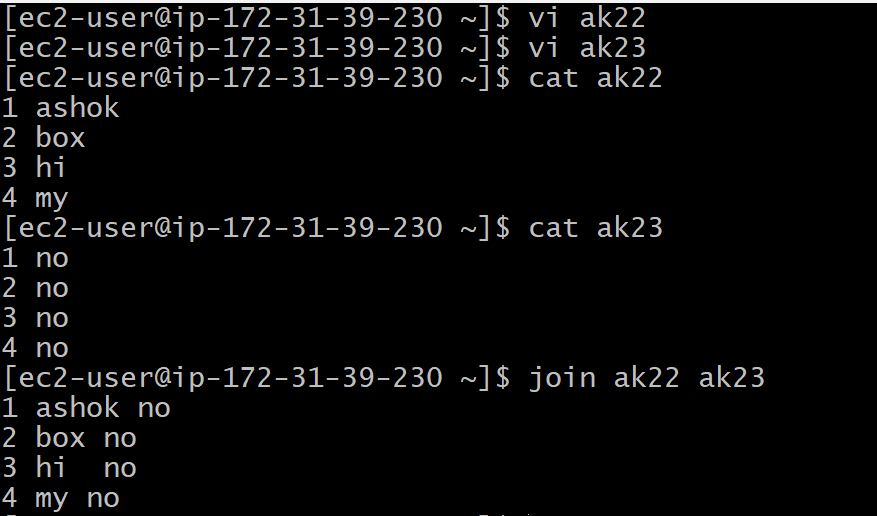 [ec2-user@ip-172-31-39-230 ~]$ vi ak22
[ec2-user@ip-172-31-39-230 ~]$ vi ak23
[ec2-user@ip-172-31-39-230 ~]$ cat ak22
1 ashok
2 box
3 hi
4 my
[ec2-user@ip-172-31-39-230 ~]$ cat ak23
1 no
2 no
3 no
4 no
[ec2-user@ip-172-31-39-230 ~]$ join ak22 ak23
1 ashok no
2 box no
3 hi  no
4 my no